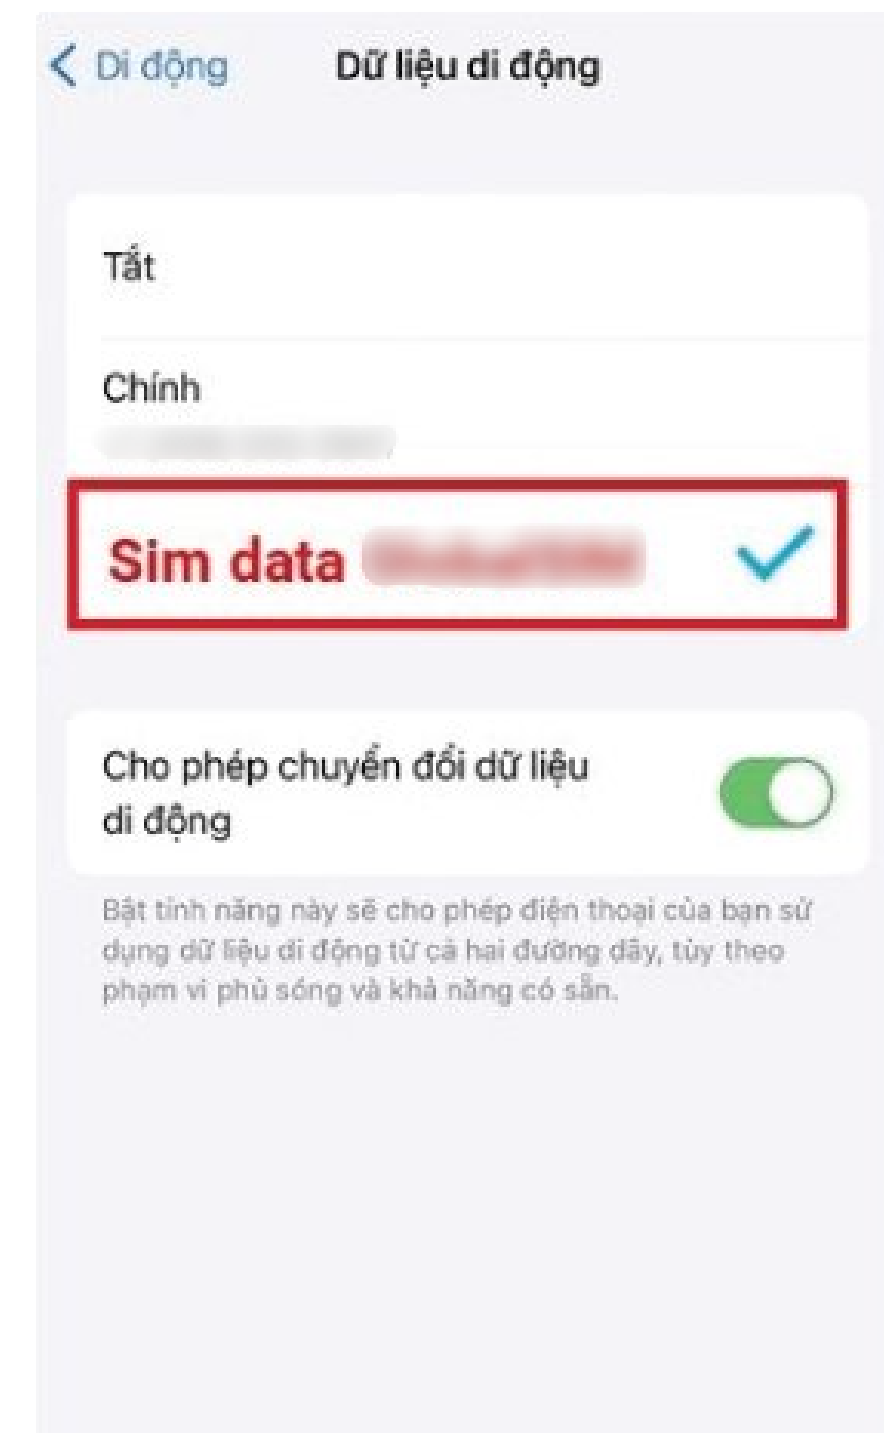 Di động
Dữ liệu di động
Tắt
Chính
Sim data
Cho phép chuyển đổi dữ liệu
di động
Bật tính năng này sẽ cho phép điện thoại của bạn sử
dụng dữ liệu di động từ cả hai đường dây, tùy theo
phạm vi phủ sóng và khả năng có sẵn.